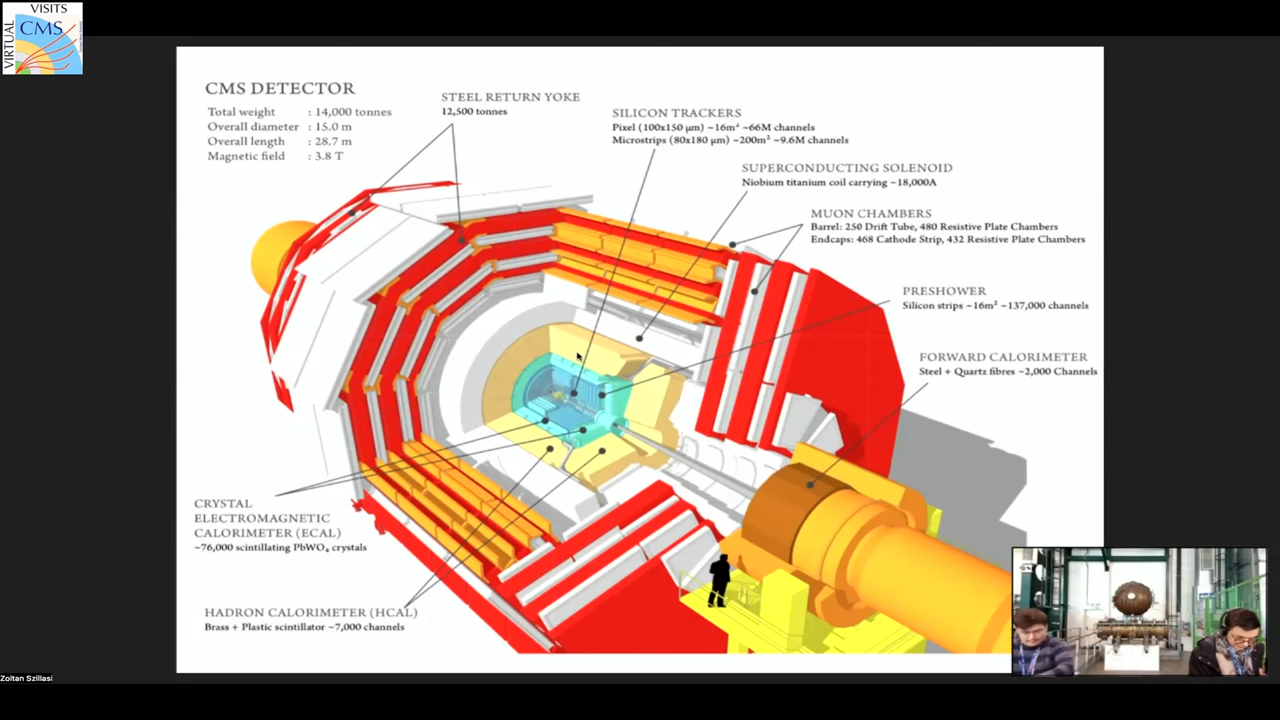 VISITS
VIRTUAL
CMS
CMS DETECTOR
Total weight : 14,000 tonnes
Overall diameter : 15.0 m
Overall length : 28.7 m
Magnetic field : 3.8 T
STEEL RETURN YOKE
12,500 tonnes
SILICON TRACKERS
Pixel (100x150 μm) ~16m² ~66M channels
Microstrips (80x180 μm) ~200m² ~9.6M channels
SUPERCONDUCTING SOLENOID
Niobium titanium coil carrying ~18,000A
MUON CHAMBERS
Barrel: 250 Drift Tube, 480 Resistive Plate Chambers
Endcaps: 468 Cathode Strip, 432 Resistive Plate Chambers
PRESHOWER
Silicon strips ~16m² ~137,000 channels
FORWARD CALORIMETER
Steel + Quartz fibres ~2,000 Channels
CRYSTAL
ELECTROMAGNETIC
CALORIMETER (ECAL)
~76,000 scintillating PbWO₄ crystals
HADRON CALORIMETER (HCAL)
Brass + Plastic scintillator ~7,000 channels
Zoltan Szillasi